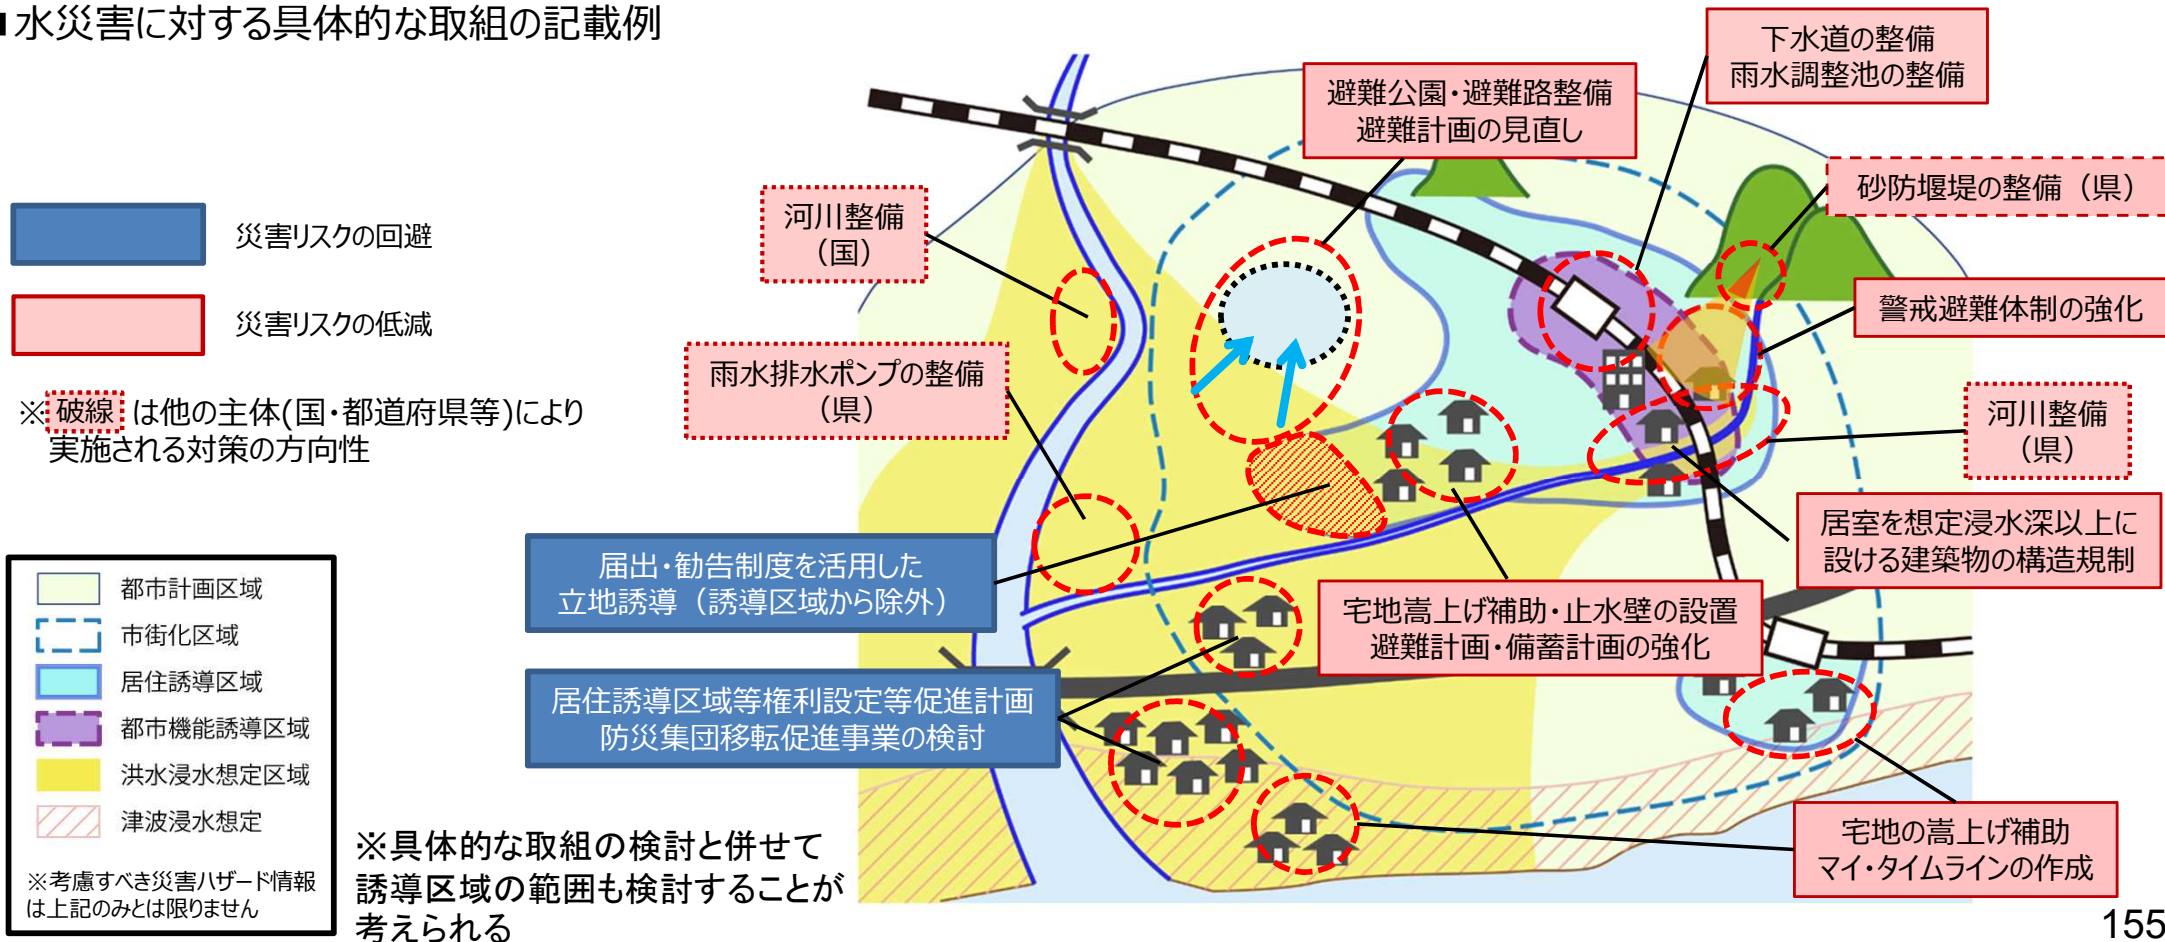 ■水災害に対する具体的な取組の記載例
災害リスクの回避
災害リスクの低減
※破線は他の主体(国・都道府県等)により
実施される対策の方向性
都市計画区域
市街化区域
居住誘導区域
都市機能誘導区域
洪水浸水想定区域
津波浸水想定
※考慮すべき災害ハザード情報
は上記のみとは限りません
※具体的な取組の検討と併せて
誘導区域の範囲も検討することが
考えられる
下水道の整備
雨水調整池の整備
避難公園・避難路整備
避難計画の見直し
砂防堰堤の整備（県）
河川整備
（国）
警戒避難体制の強化
雨水排水ポンプの整備
（県）
河川整備
（県）
居室を想定浸水深以上に
設ける建築物の構造規制
届出・勧告制度を活用した
立地誘導（誘導区域から除外）
宅地嵩上げ補助・止水壁の設置
避難計画・備蓄計画の強化
居住誘導区域等権利設定等促進計画
防災集団移転促進事業の検討
宅地の嵩上げ補助
マイ・タイムラインの作成
155